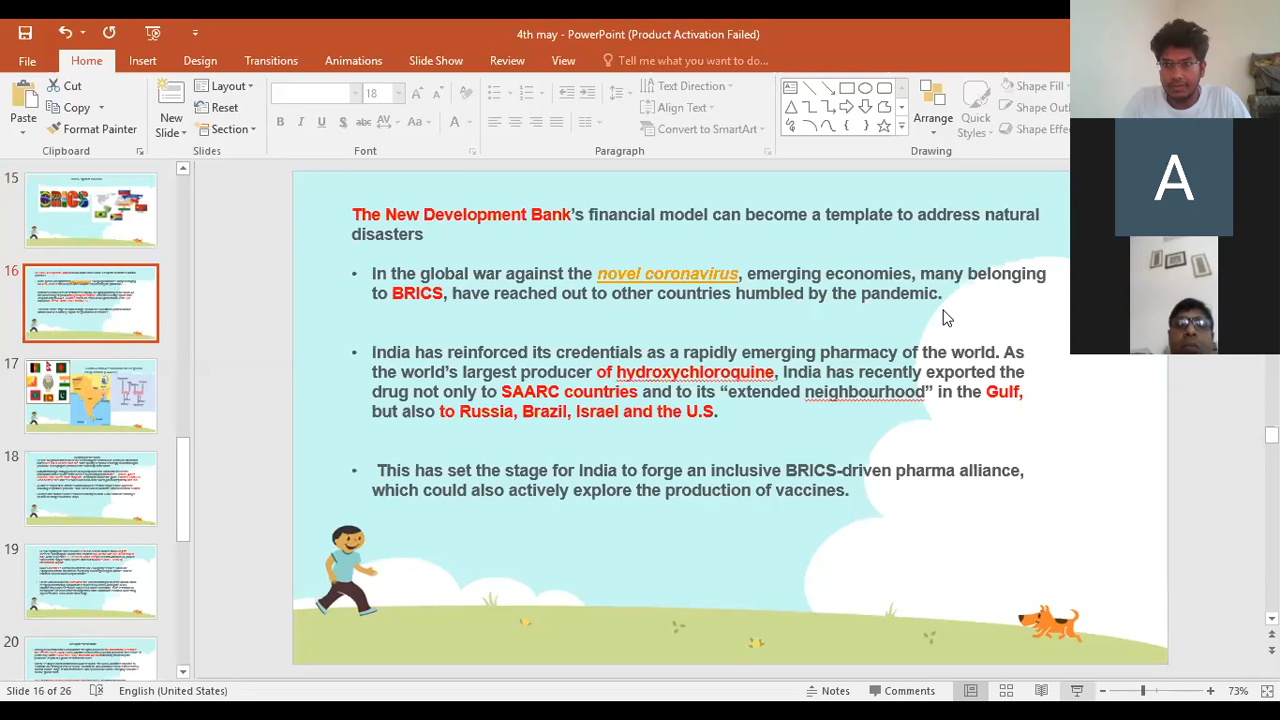 4th may - PowerPoint (Product Activation Failed)
File Home Insert Design Transitions Animations Slide Show Review View Tell me what you want to do...
Cut
Copy
Format Painter
Paste
Clipboard
New
Slide
Layout
Reset
Section
Slides
18
B I U S abc AV Aa A
Font
Text Direction
Align Text
Convert to SmartArt
Paragraph
Arrange
Quick
Styles
Shape Fill
Shape Outl
Shape Effec
Drawing
15
BRICS
16
17
18
19
20
The New Development Bank's financial model can become a template to address natural
disasters
• In the global war against the novel coronavirus, emerging economies, many belonging
to BRICS, have reached out to other countries humbled by the pandemic.
• India has reinforced its credentials as a rapidly emerging pharmacy of the world. As
the world's largest producer of hydroxychloroquine, India has recently exported the
drug not only to SAARC countries and to its “extended neighbourhood” in the Gulf,
but also to Russia, Brazil, Israel and the U.S.
• This has set the stage for India to forge an inclusive BRICS-driven pharma alliance,
which could also actively explore the production of vaccines.
A
Slide 16 of 26 English (United States) Notes Comments 73%